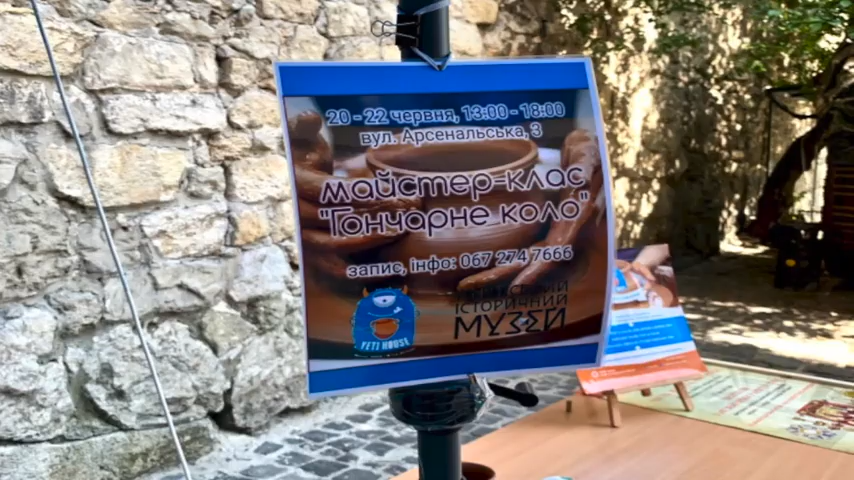 20 - 22 червня, 13:00 - 18:00
вул. Арсенальська, 3
майстер-клас
"Гончарне коло"
запис, інфо: 067 274 7666
YETI HOUSE
ІСТОРИЧНИЙ
МУЗЕЙ